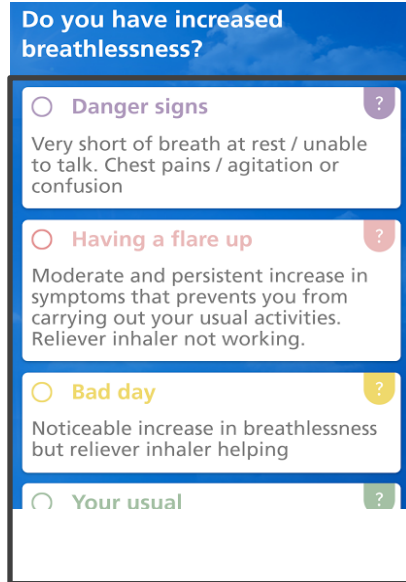 Do you have increased
breathlessness?
Danger signs
?
Very short of breath at rest / unable
to talk. Chest pains / agitation or
confusion
Having a flare up
?
Moderate and persistent increase in
symptoms that prevents you from
carrying out your usual activities.
Reliever inhaler not working.
Bad day
?
Noticeable increase in breathlessness
but reliever inhaler helping
Your usual
?